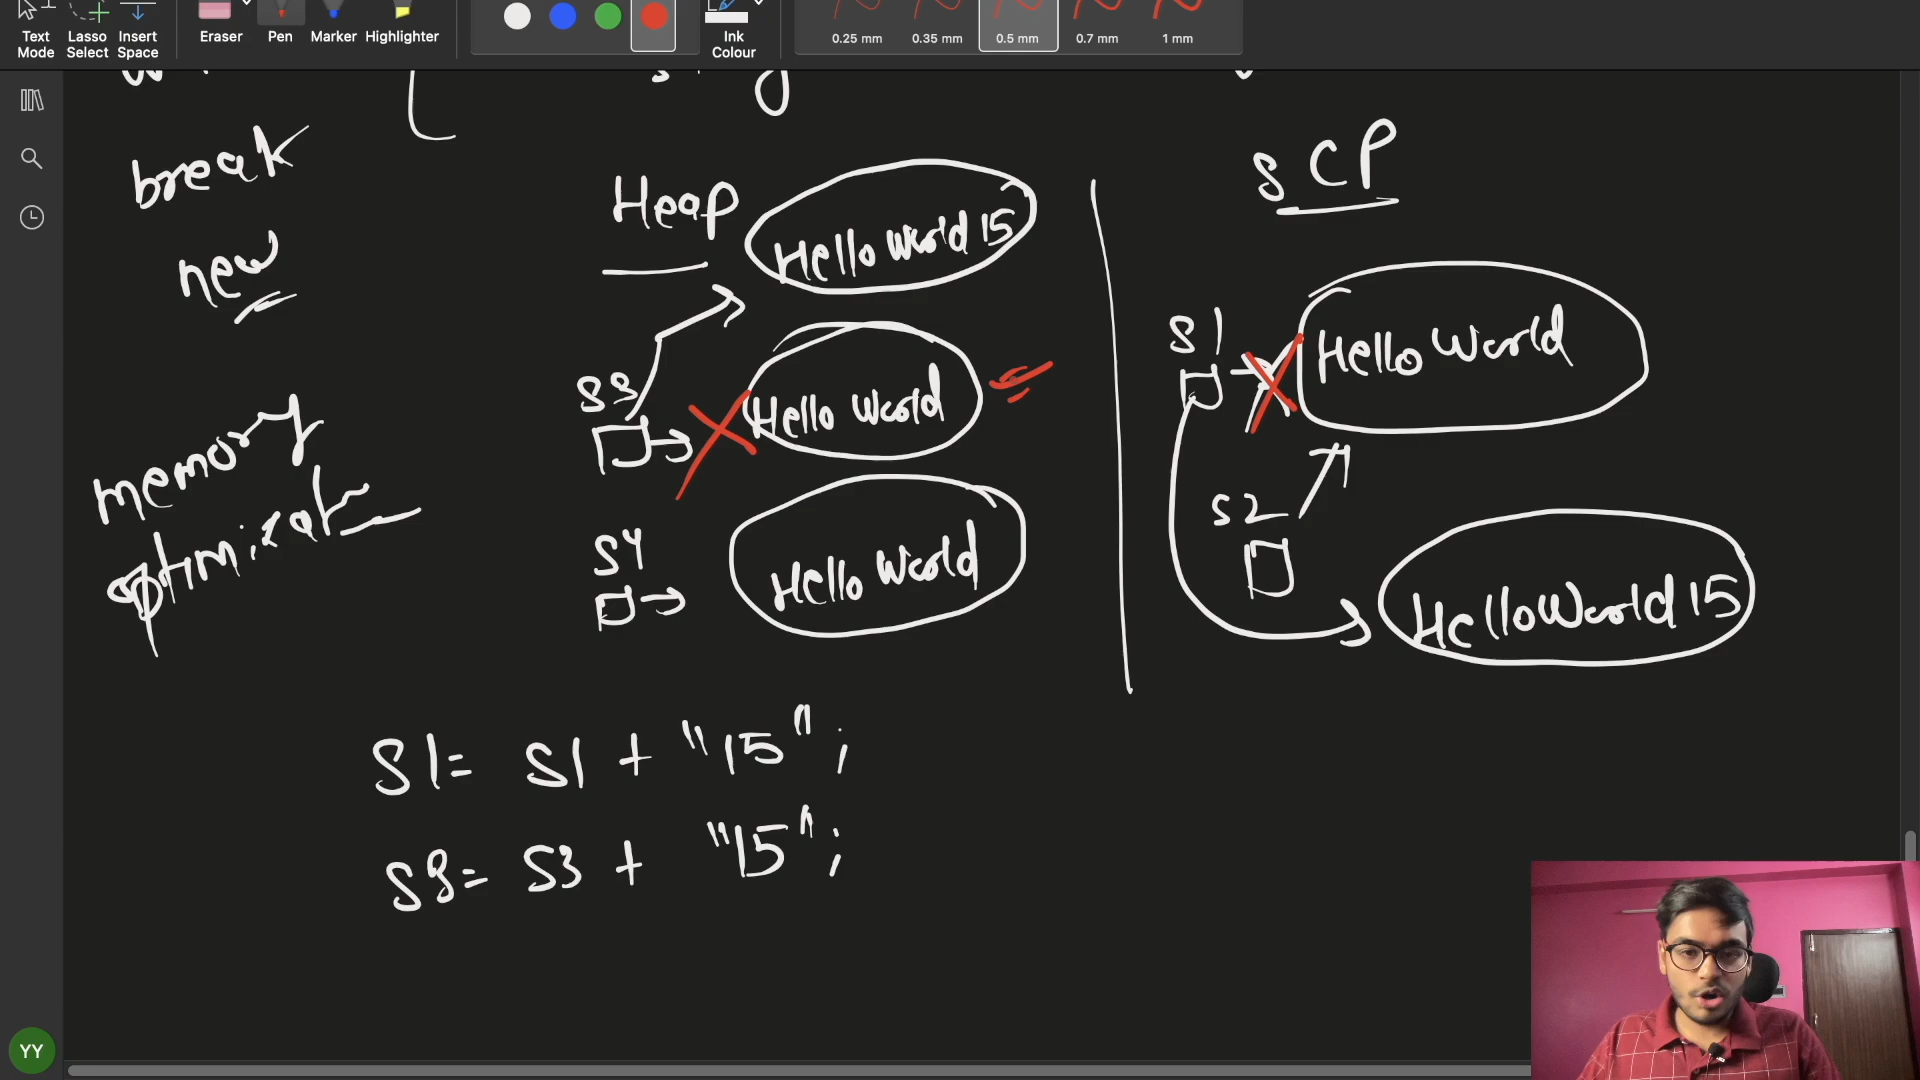 Text Mode
Lasso Select
Insert Space
Eraser
Pen
Marker
Highlighter
Ink Colour
0.25 mm
0.35 mm
0.5 mm
0.7 mm
1 mm
break
new
memory
Heap
Hello World 15
S3
Hello World
S4
Hello World
SCP
S1
Hello World
S2
Hello World 15
S1= S1 + "15";
S3= S3 + "15";
YY